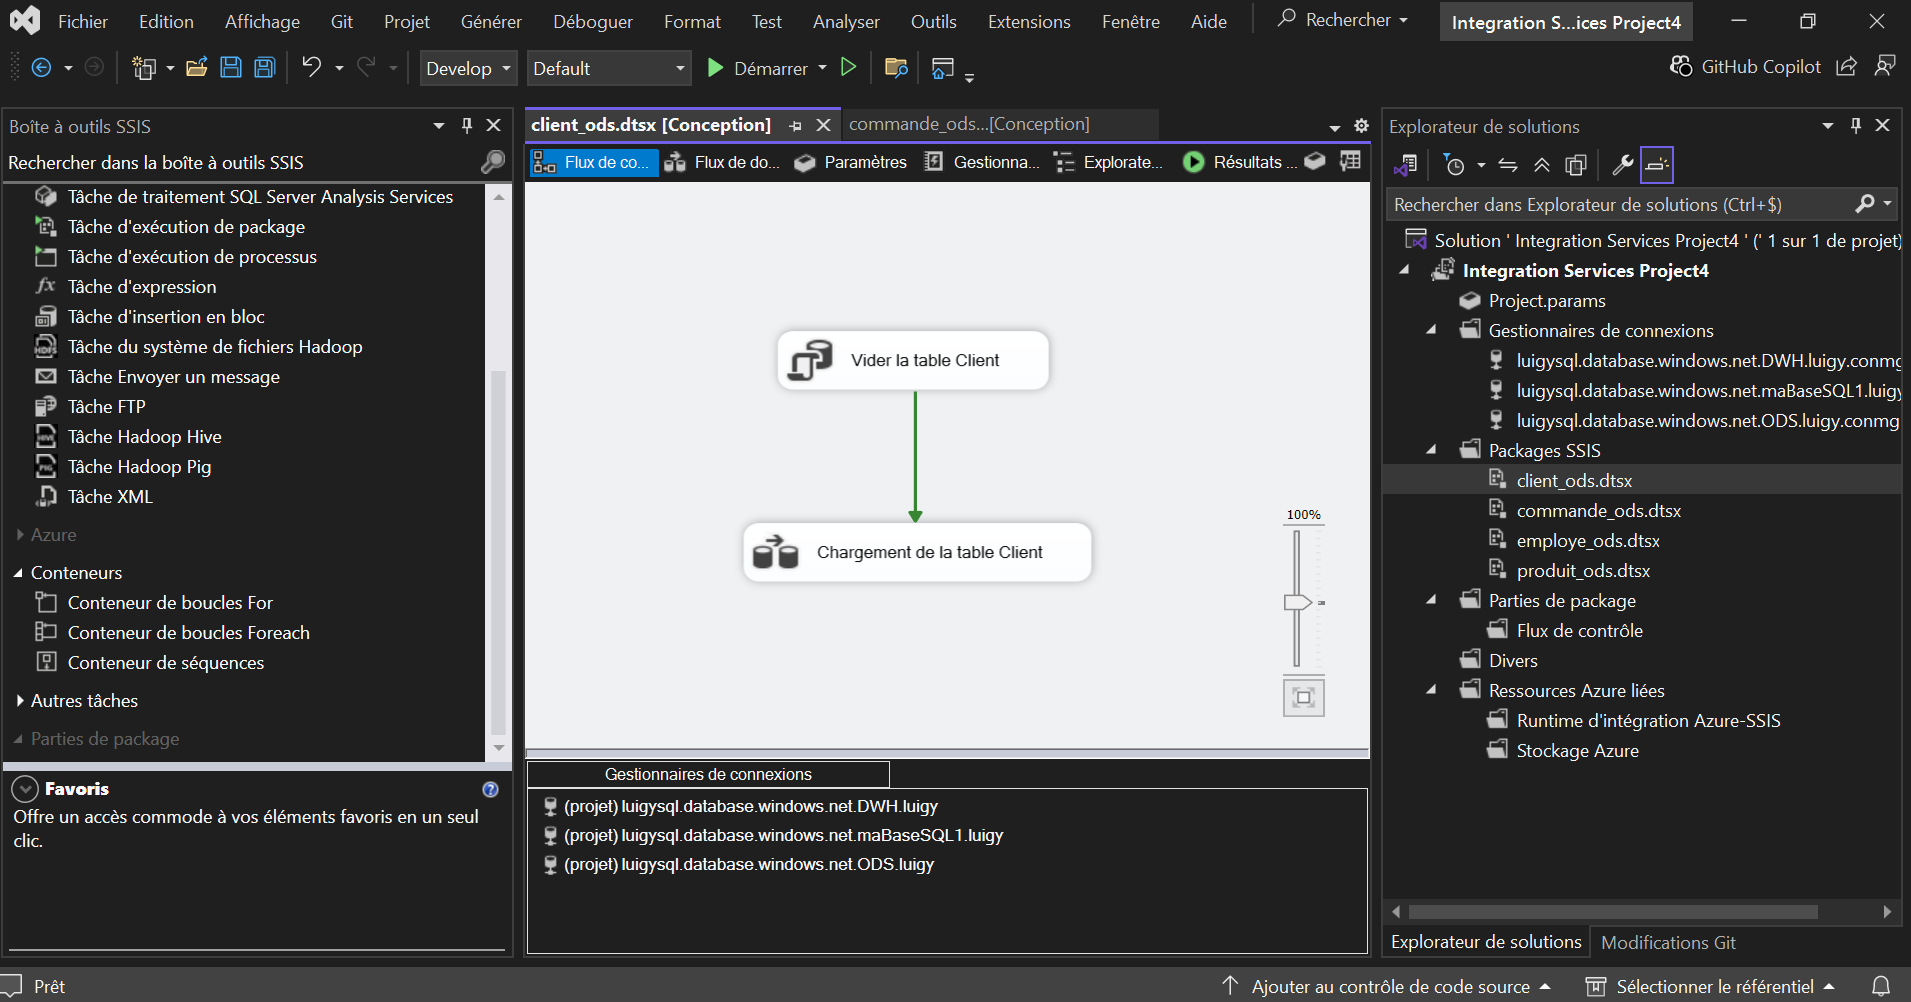 Fichier Edition Affichage Git Projet Générer Déboguer Format Test Analyser Outils Extensions Fenêtre Aide Rechercher Integration S...ices Project4
Develop Default Démarrer GitHub Copilot
Boîte à outils SSIS
Rechercher dans la boîte à outils SSIS
Tâche de traitement SQL Server Analysis Services
Tâche d'exécution de package
Tâche d'exécution de processus
fx Tâche d'expression
Tâche d'insertion en bloc
HDFS Tâche du système de fichiers Hadoop
Tâche Envoyer un message
Tâche FTP
HIVE Tâche Hadoop Hive
PIG Tâche Hadoop Pig
Tâche XML
Azure
Conteneurs
Conteneur de boucles For
Conteneur de boucles Foreach
Conteneur de séquences
Autres tâches
Parties de package
Favoris
Offre un accès commode à vos éléments favoris en un seul
clic.
client_ods.dtsx [Conception] commande_ods...[Conception]
Flux de co... Flux de do... Paramètres Gestionna... Explorate... Résultats ...
Vider la table Client
Chargement de la table Client
100%
Gestionnaires de connexions
(projet) luigysql.database.windows.net.DWH.luigy
(projet) luigysql.database.windows.net.maBaseSQL1.luigy
(projet) luigysql.database.windows.net.ODS.luigy
Explorateur de solutions
Rechercher dans Explorateur de solutions (Ctrl+$)
Solution ' Integration Services Project4 ' (' 1 sur 1 de projet)
Integration Services Project4
Project.params
Gestionnaires de connexions
luigysql.database.windows.net.DWH.luigy.conmg
luigysql.database.windows.net.maBaseSQL1.luigy
luigysql.database.windows.net.ODS.luigy.conmg
Packages SSIS
client_ods.dtsx
commande_ods.dtsx
employe_ods.dtsx
produit_ods.dtsx
Parties de package
Flux de contrôle
Divers
Ressources Azure liées
Runtime d'intégration Azure-SSIS
Stockage Azure
Explorateur de solutions Modifications Git
Prêt Ajouter au contrôle de code source Sélectionner le référentiel